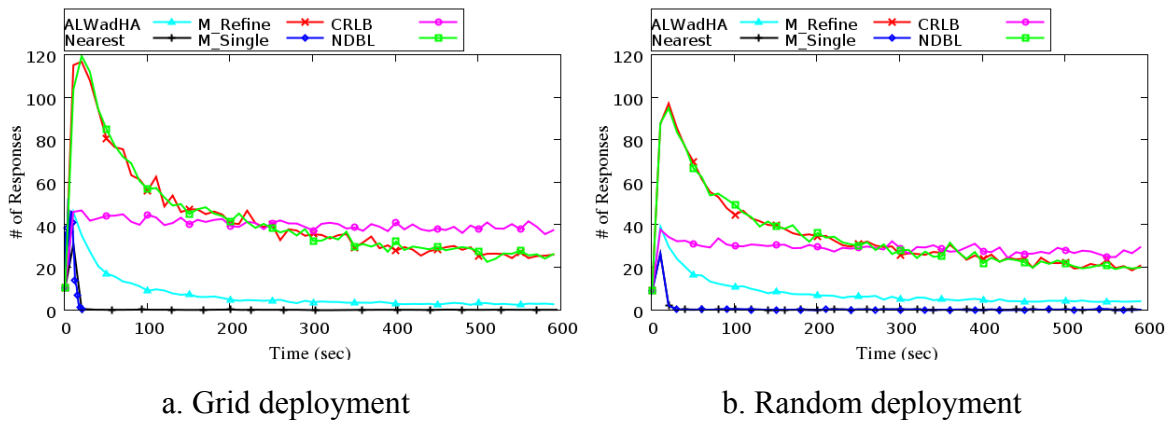 ALWadHA M_Refine CRLB
Nearest M_Single NDBL
120
100
80
60
40
20
0
# of Responses
0 100 200 300 400 500 600
Time (sec)
a. Grid deployment
ALWadHA M_Refine CRLB
Nearest M_Single NDBL
120
100
80
60
40
20
0
# of Responses
0 100 200 300 400 500 600
Time (sec)
b. Random deployment